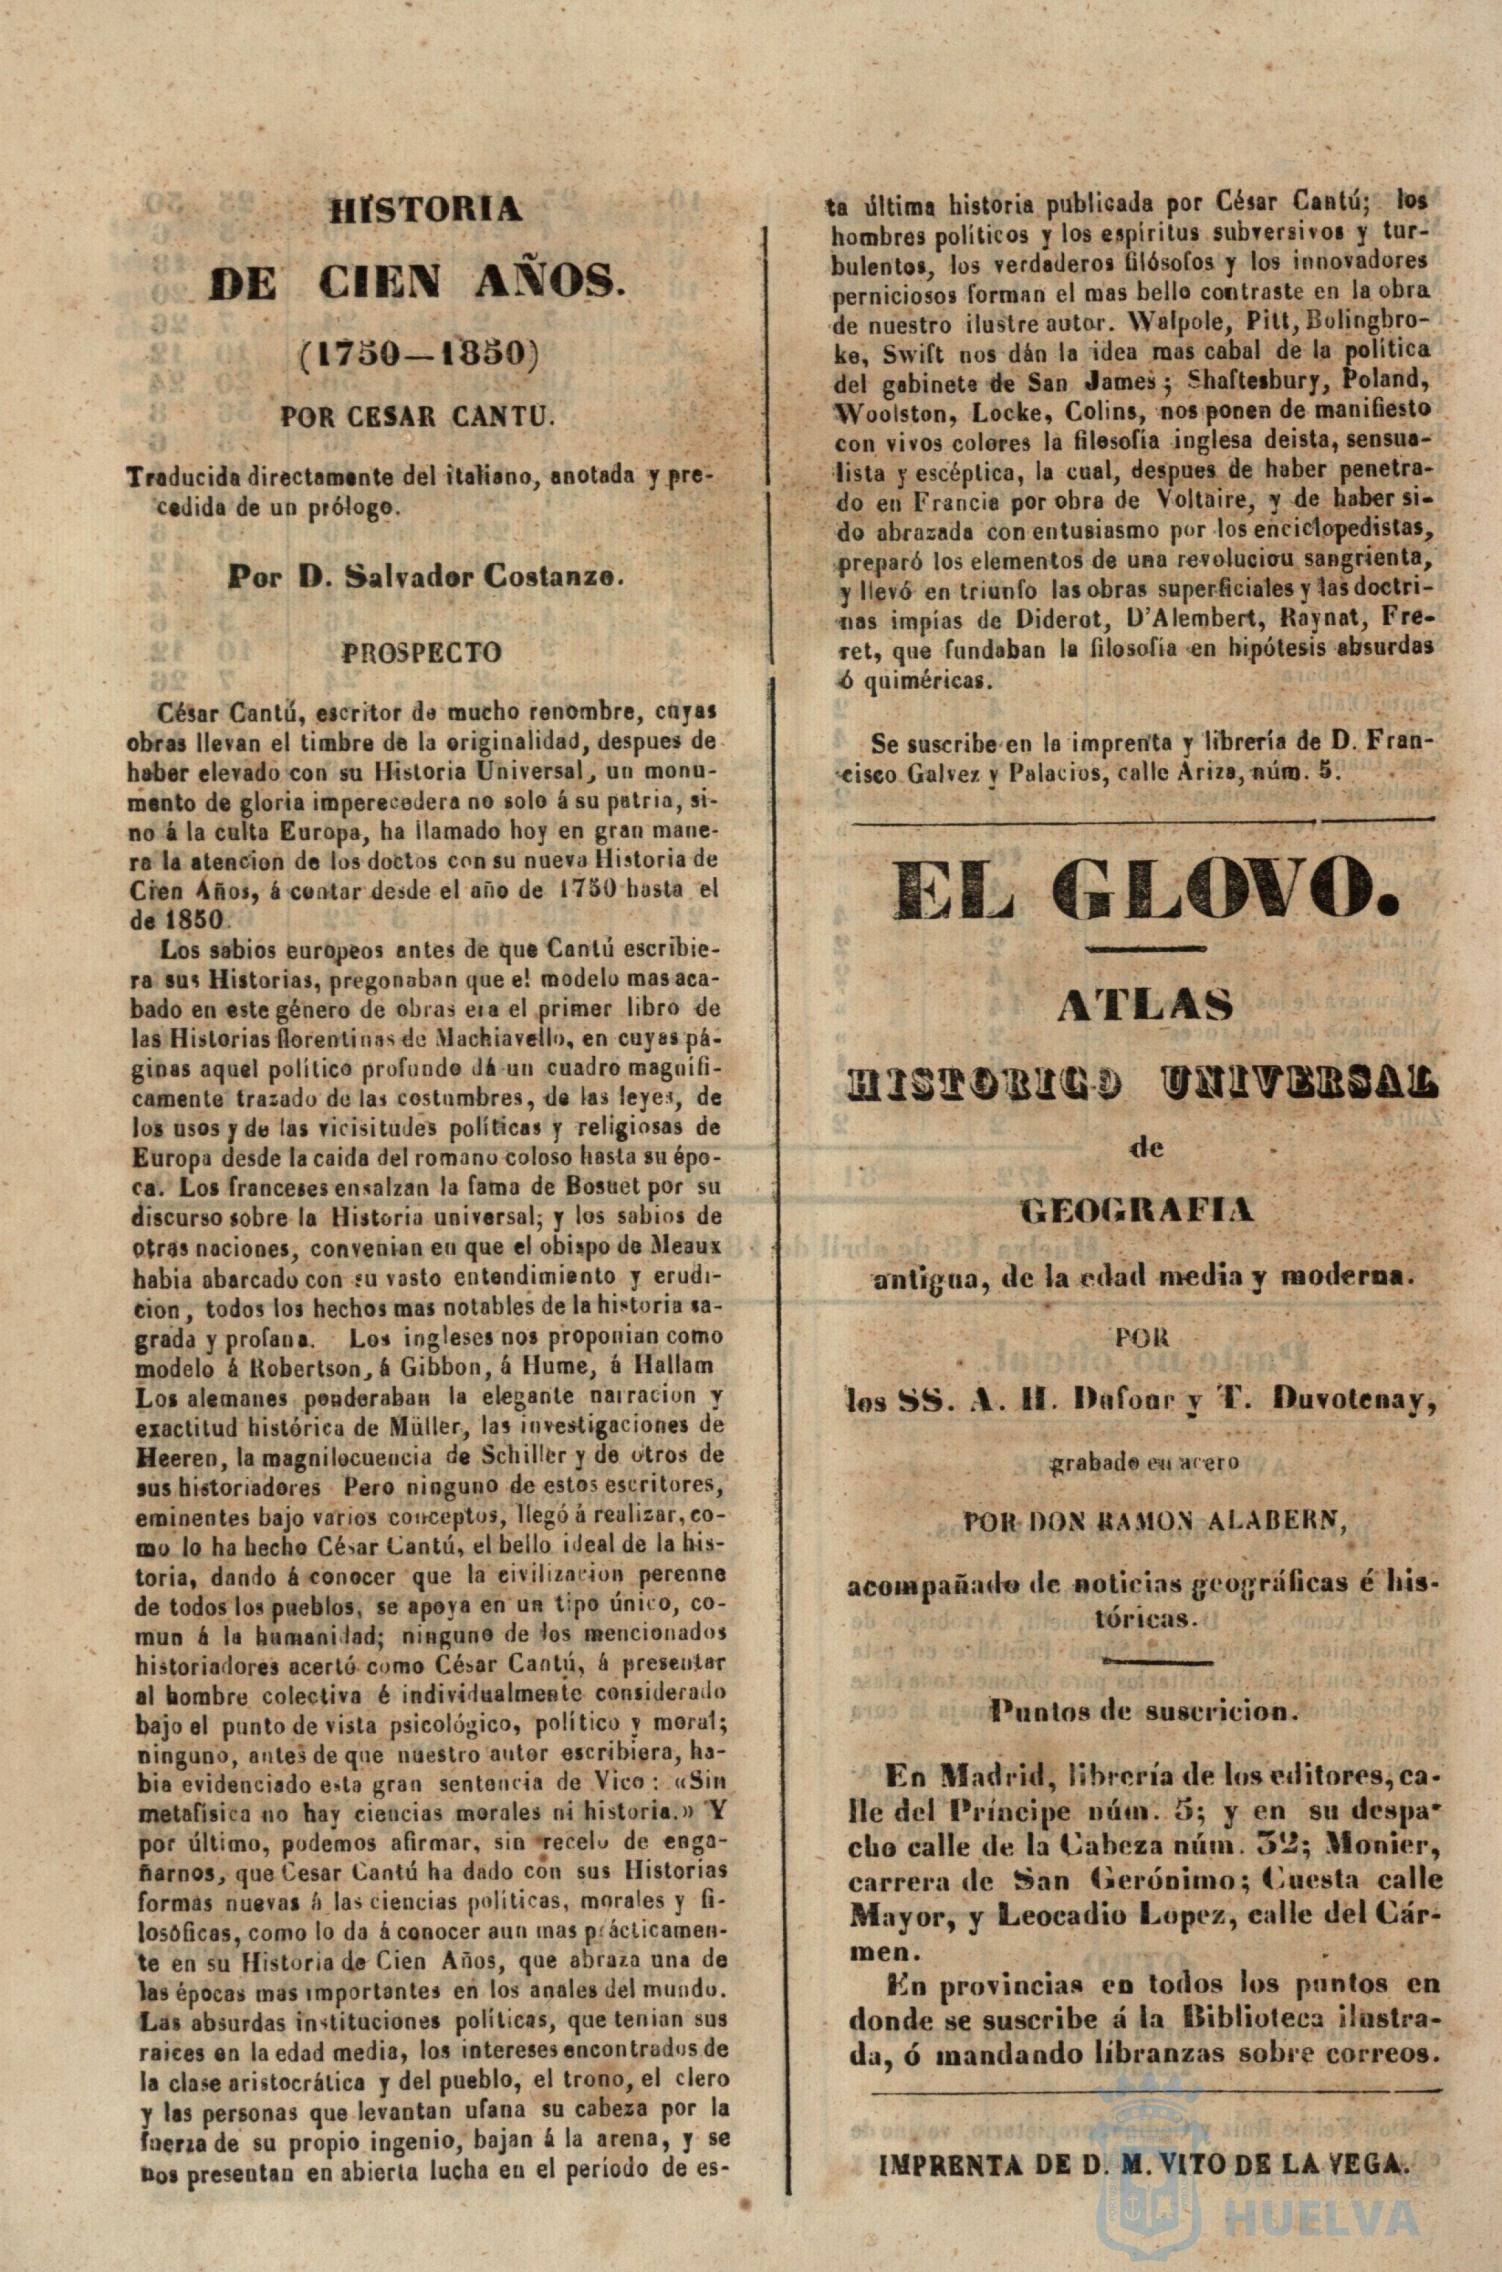 HISTORIA
DE CIEN AÑOS.
(1750—1850)
POR CESAR CANTU.
Traducida directamente del italiano, anotada y pre-
cedida de un prólogo.
Por D. Salvador Costanzo.
PROSPECTO
César Cantú, escritor de mucho renombre, cuyas
obras llevan el timbre de la originalidad, despues de
haber elevado con su Historia Universal, un monu-
mento de gloria imperecedera no solo á su patria, si-
no á la culta Europa, ha llamado hoy en gran mane-
ra la atencion de los doctos con su nueva Historia de
Cien Años, á contar desde el año de 1750 hasta el
de 1850.
Los sabios europeos antes de que Cantú escribie-
ra sus Historias, pregonaban que el modelo mas aca-
bado en este género de obras era el primer libro de
las Historias florentinas de Machiavello, en cuyas pá-
ginas aquel político profundo dá un cuadro magnífi-
camente trazado de las costumbres, de las leyes, de
los usos y de las vicisitudes políticas y religiosas de
Europa desde la caida del romano coloso hasta su épo-
ca. Los franceses ensalzan la fama de Bosuet por su
discurso sobre la Historia universal; y los sabios de
otras naciones, convenian en que el obispo de Meaux
habia abarcado con su vasto entendimiento y erudi-
cion, todos los hechos mas notables de la historia sa-
grada y profana. Los ingleses nos proponian como
modelo á Robertson, á Gibbon, á Hume, á Hallam
Los alemanes ponderaban la elegante narracion y
exactitud histórica de Müller, las investigaciones de
Heeren, la magnilocuencia de Schiller y de otros de
sus historiadores Pero ninguno de estos escritores,
eminentes bajo varios conceptos, llegó á realizar, co-
mo lo ha hecho César Cantú, el bello ideal de la his-
toria, dando á conocer que la civilizacion perenne
de todos los pueblos, se apoya en un tipo único, co-
mun á la humanidad; ninguno de los mencionados
historiadores acertó como César Cantú, á presentar
al hombre colectiva é individualmente considerado
bajo el punto de vista psicológico, político y moral;
ninguno, antes de que nuestro autor escribiera, ha-
bia evidenciado esta gran sentencia de Vico: «Sin
metafisica no hay ciencias morales ni historia.» Y
por último, podemos afirmar, sin recelo de enga-
ñarnos, que Cesar Cantú ha dado con sus Historias
formas nuevas á las ciencias políticas, morales y fi-
losóficas, como lo da á conocer aun mas prácticamen-
te en su Historia de Cien Años, que abraza una de
las épocas mas importantes en los anales del mundo.
Las absurdas instituciones políticas, que tenian sus
raices en la edad media, los intereses encontrados de
la clase aristocrática y del pueblo, el trono, el clero
y las personas que levantan ufana su cabeza por la
fuerza de su propio ingenio, bajan á la arena, y se
nos presentan en abierta lucha en el período de es-
ta última historia publicada por César Cantú; los
hombres políticos y los espíritus subversivos y tur-
bulentos, los verdaderos filósofos y los innovadores
perniciosos forman el mas bello contraste en la obra
de nuestro ilustre autor. Walpole, Pitt, Bolingbro-
ke, Swift nos dán la idea mas cabal de la política
del gabinete de San James; Shaftesbury, Poland,
Woolston, Locke, Colins, nos ponen de manifiesto
con vivos colores la filosofía inglesa deista, sensua-
lista y escéptica, la cual, despues de haber penetra-
do en Francia por obra de Voltaire, y de haber si-
do abrazada con entusiasmo por los enciclopedistas,
preparó los elementos de una revoluciou sangrienta,
y llevó en triunfo las obras superficiales y las doctri-
nas impías de Diderot, D'Alembert, Raynat, Fre-
ret, que fundaban la filosofía en hipótesis absurdas
ó quiméricas.
Se suscribe en la imprenta y librería de D. Fran-
cisco Galvez y Palacios, calle Ariza, núm. 5.
EL GLOVO.
ATLAS
HISTORICO UNIVERSAL
de
GEOGRAFIA
antigua, de la edad media y moderna.
POR
los SS. A. H. Dufour y T. Duvotenay,
grabado en acero
POR DON RAMON ALABERN,
acompañado de noticias geográficas é his-
tóricas.
Puntos de suscricion.
En Madrid, librería de los editores, ca-
lle del Príncipe núm. 5; y en su despa-
cho calle de la Cabeza núm. 32; Monier,
carrera de San Gerónimo; Cuesta calle
Mayor, y Leocadio Lopez, calle del Cár-
men.
En provincias en todos los puntos en
donde se suscribe á la Biblioteca ilustra-
da, ó mandando libranzas sobre correos.
IMPRENTA DE D. M. VITO DE LA VEGA.
Ayuntamiento de
HUELVA